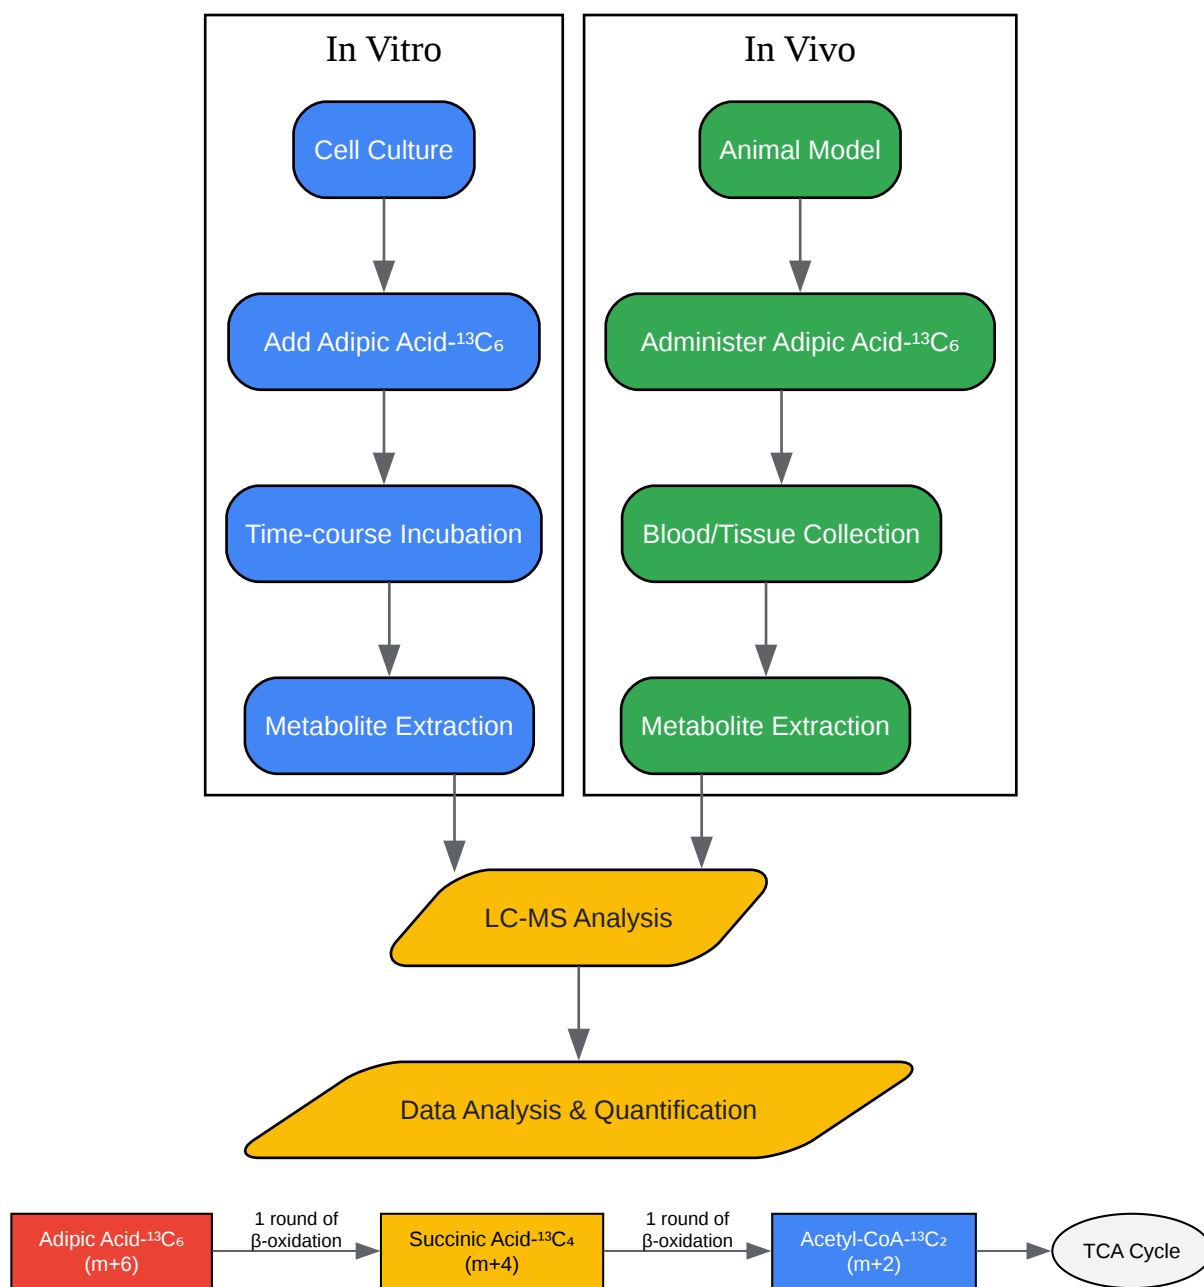 In Vitro
Cell Culture
Add Adipic Acid-¹³C₆
Time-course Incubation
Metabolite Extraction
In Vivo
Animal Model
Administer Adipic Acid-¹³C₆
Blood/Tissue Collection
Metabolite Extraction
LC-MS Analysis
Data Analysis & Quantification
Adipic Acid-¹³C₆
(m+6)
1 round of
β-oxidation
Succinic Acid-¹³C₄
(m+4)
1 round of
β-oxidation
Acetyl-CoA-¹³C₂
(m+2)
TCA Cycle